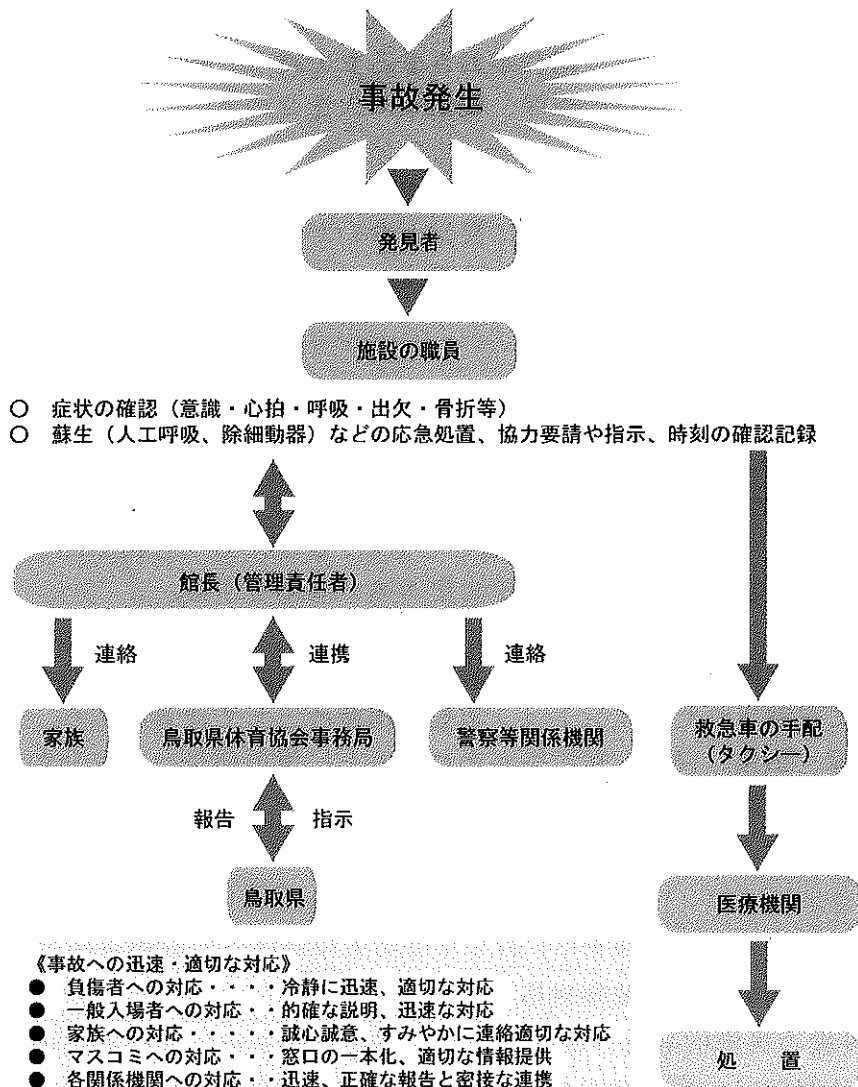 事故発生
発見者
施設の職員
○ 症状の確認（意識・心拍・呼吸・出欠・骨折等）
○ 蘇生（人工呼吸、除細動器）などの応急処置、協力要請や指示、時刻の確認記録
館長（管理責任者）
連絡
連携
連絡
家族
鳥取県体育協会事務局
警察等関係機関
救急車の手配
（タクシー）
報告
指示
鳥取県
医療機関
処　置
《事故への迅速・適切な対応》
● 負傷者への対応・・・・冷静に迅速、適切な対応
● 一般入場者への対応・・的確な説明、迅速な対応
● 家族への対応・・・・・誠心誠意、すみやかに連絡適切な対応
● マスコミへの対応・・・窓口の一本化、適切な情報提供
● 各関係機関への対応・・迅速、正確な報告と密接な連携